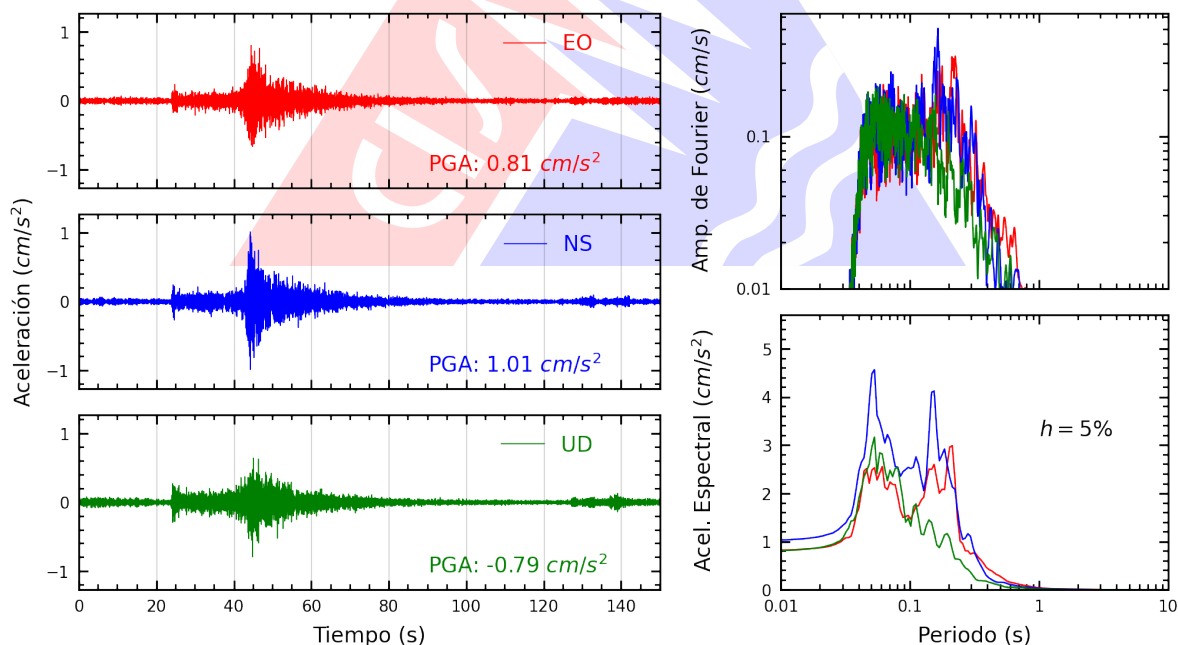 Aceleración (cm/s²)
1
0
−1
EO
PGA: 0.81 cm/s²
1
0
−1
NS
PGA: 1.01 cm/s²
1
0
−1
UD
PGA: -0.79 cm/s²
0 20 40 60 80 100 120 140
Tiempo (s)
Amp. de Fourier (cm/s)
0.1
0.01
Acel. Espectral (cm/s²)
5
4
3
2
1
0
h = 5%
0.01 0.1 1 10
Periodo (s)